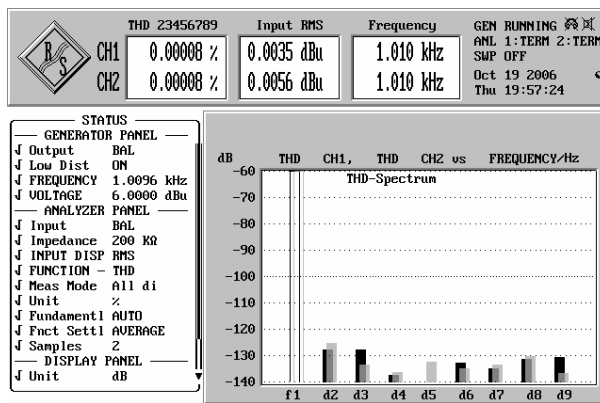 THD 23456789 Input RMS Frequency
R S
CH1 0.00008 % 0.0035 dBu 1.010 kHz
CH2 0.00008 % 0.0056 dBu 1.010 kHz
GEN RUNNING
ANL 1:TERM 2:TERM
SWP OFF
Oct 19 2006
Thu 19:57:24
STATUS
GENERATOR PANEL
Output BAL
Low Dist ON
FREQUENCY 1.0096 kHz
VOLTAGE 6.0000 dBu
ANALYZER PANEL
Input BAL
Impedance 200 KΩ
INPUT DISP RMS
FUNCTION - THD
Meas Mode All di
Unit %
Fundamentl AUTO
Fnct Settl AVERAGE
Samples 2
DISPLAY PANEL
Unit dB
dB THD CH1, THD CH2 vs FREQUENCY/Hz
THD-Spectrum
-60
-70
-80
-90
-100
-110
-120
-130
-140
f1 d2 d3 d4 d5 d6 d7 d8 d9